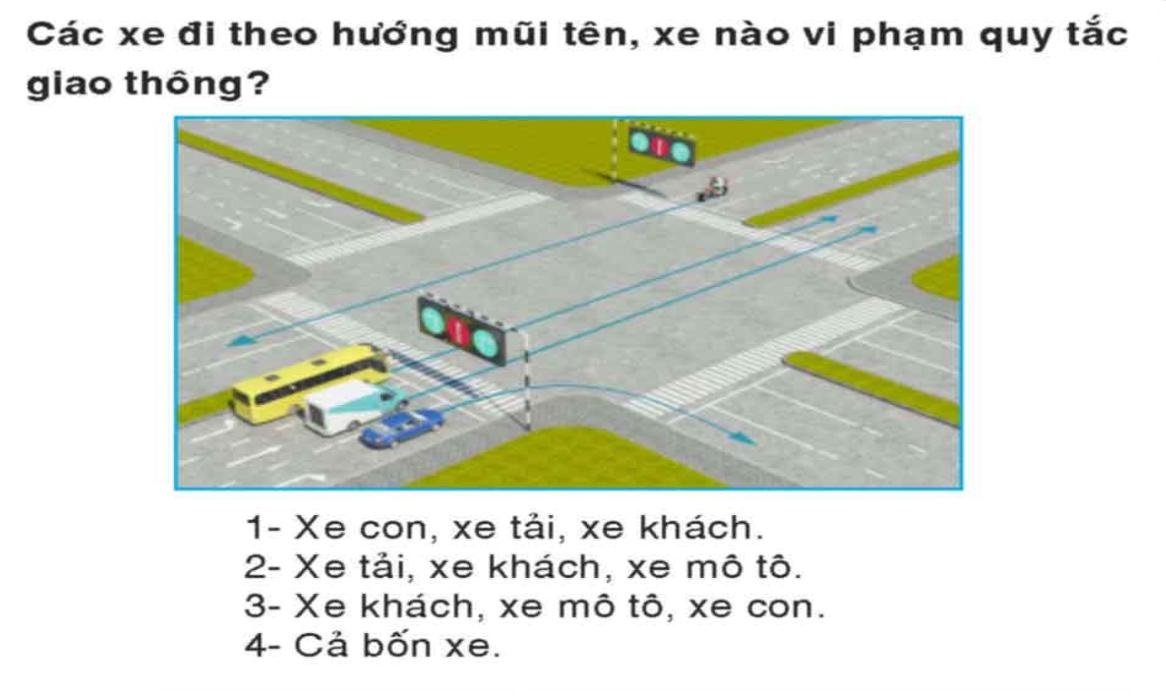 Các xe đi theo hướng mũi tên, xe nào vi phạm quy tắc
giao thông?
1- Xe con, xe tải, xe khách.
2- Xe tải, xe khách, xe mô tô.
3- Xe khách, xe mô tô, xe con.
4- Cả bốn xe.